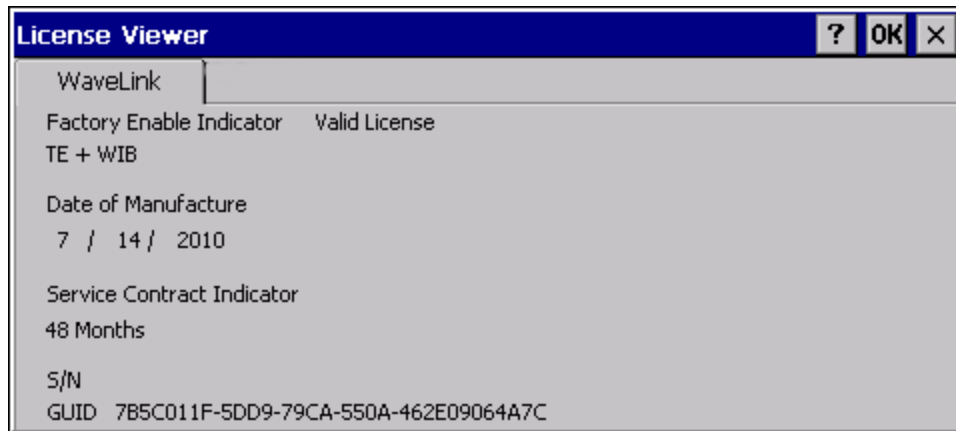 License Viewer ? OK ×
WaveLink
Factory Enable Indicator Valid License
TE + WIB
Date of Manufacture
7 / 14 / 2010
Service Contract Indicator
48 Months
S/N
GUID 7B5C011F-5DD9-79CA-550A-462E09064A7C